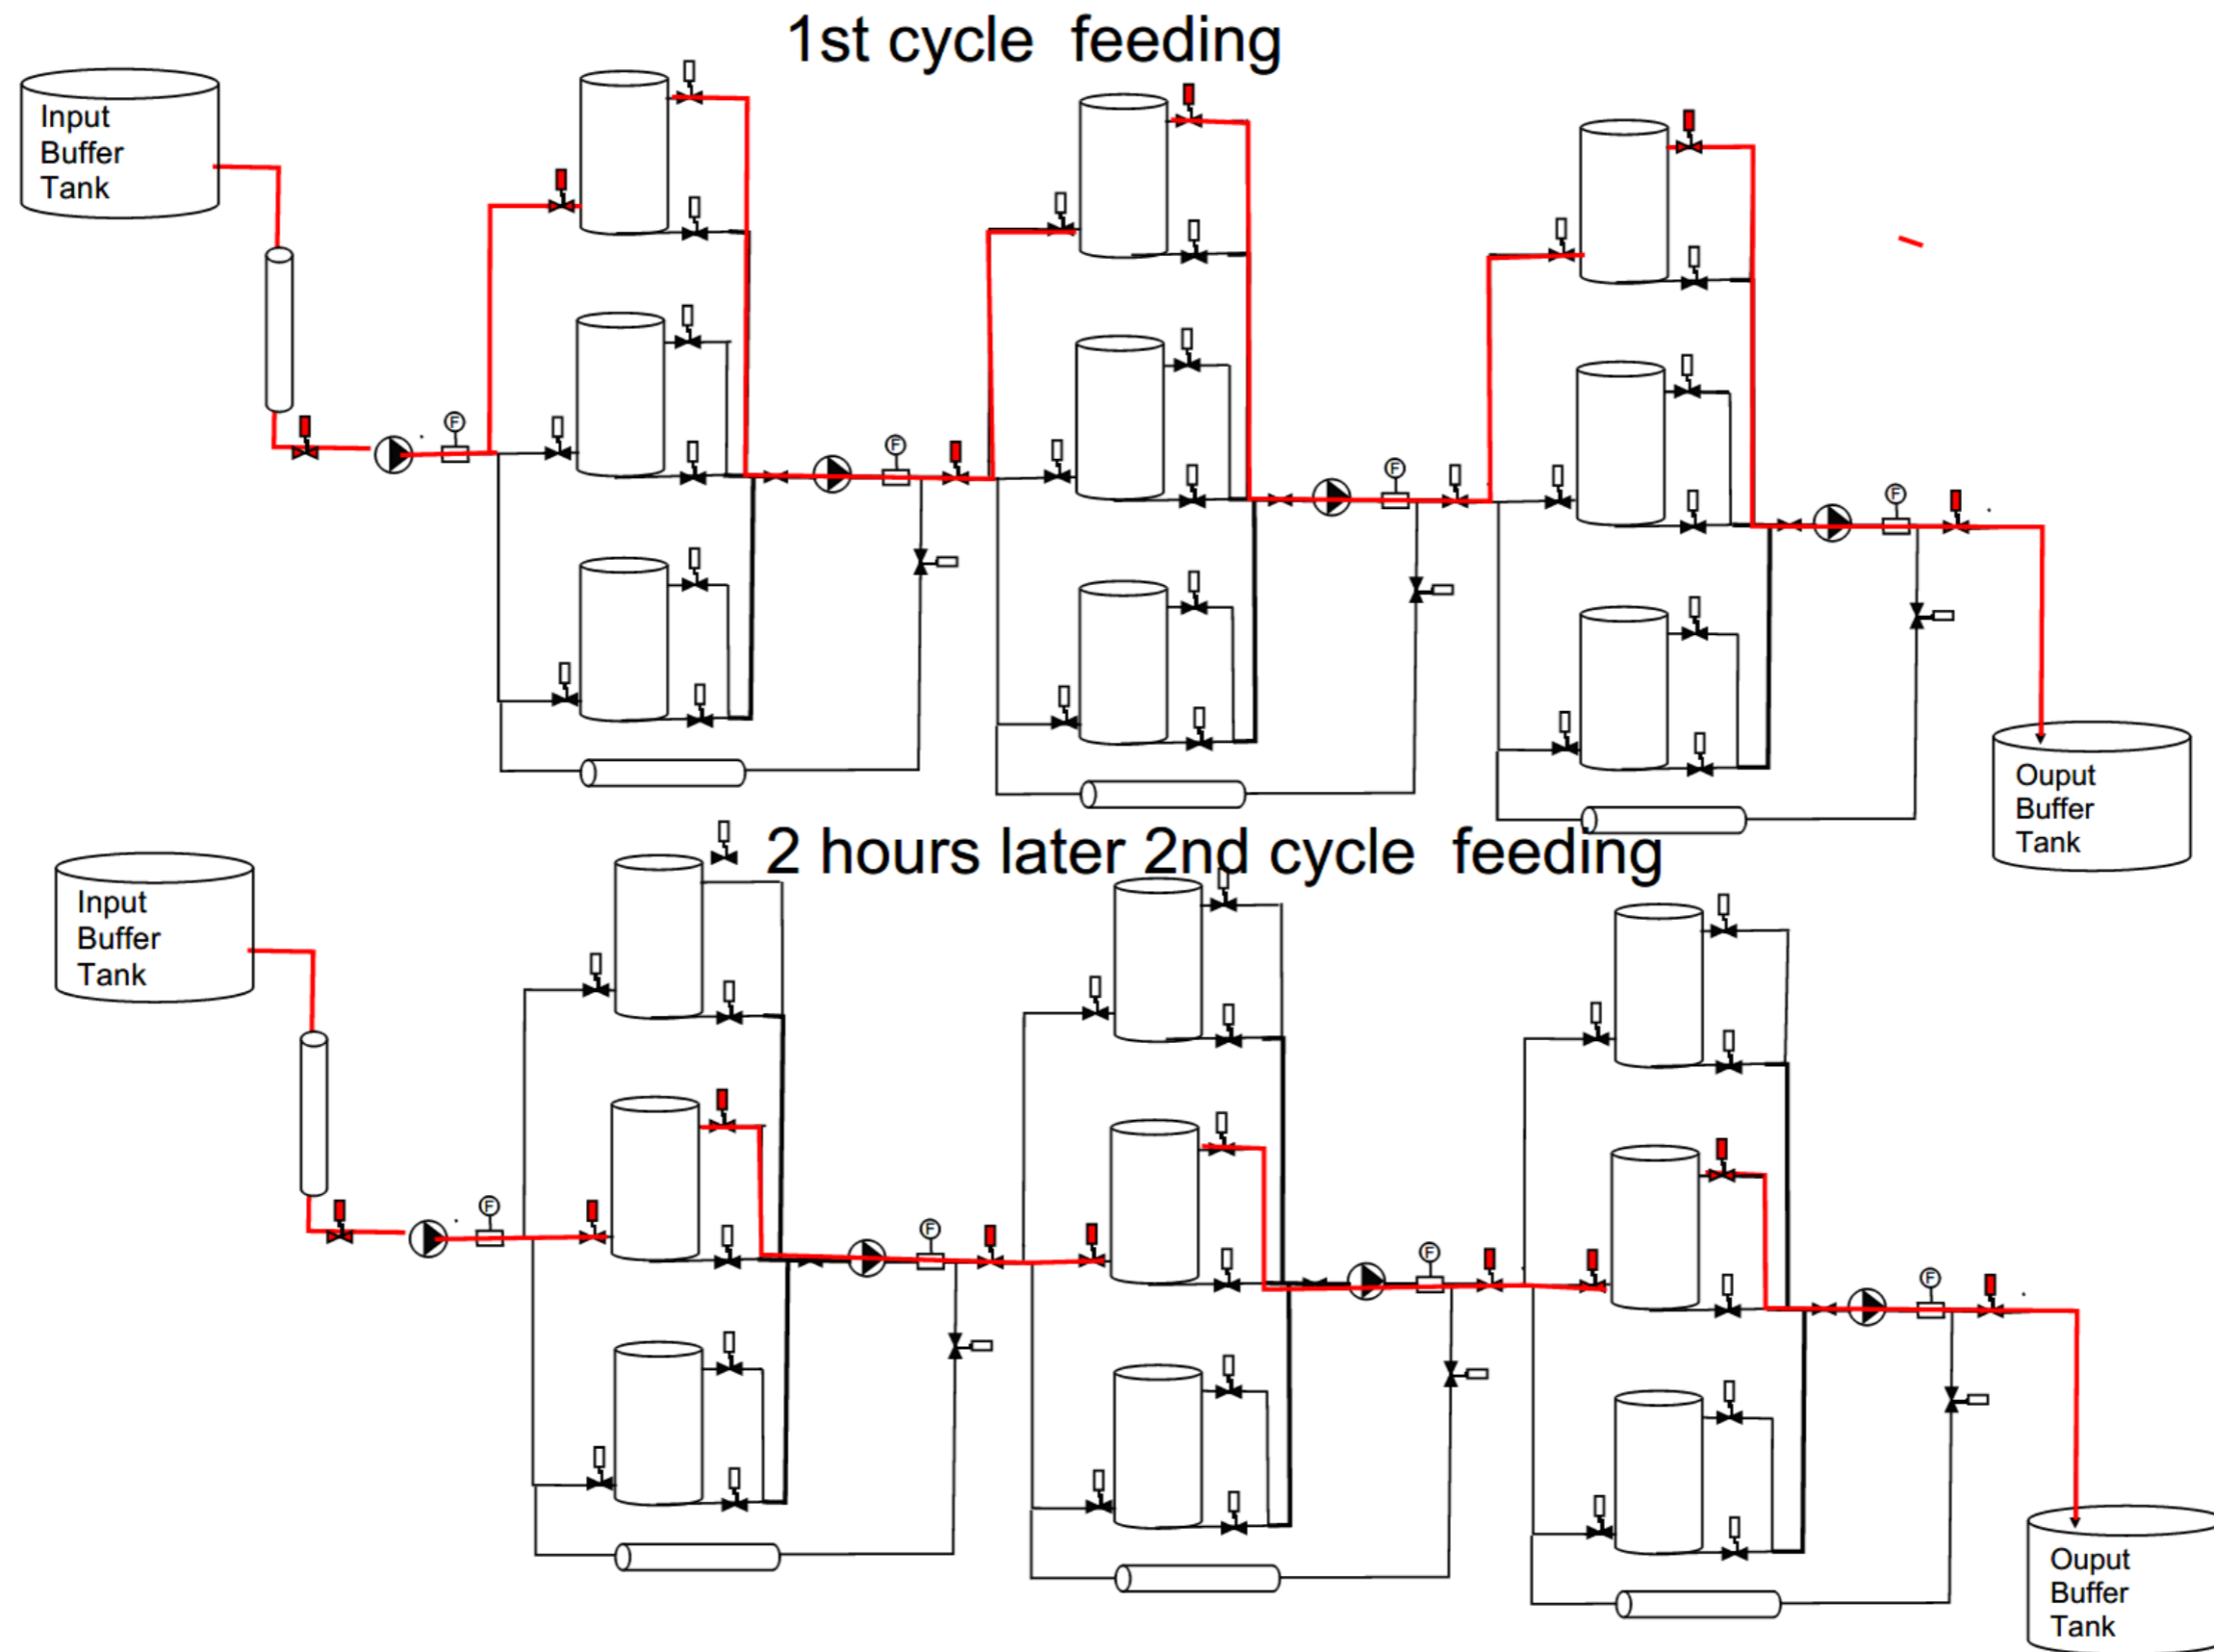 1st cycle  feeding
Input
Buffer
Tank
F
F
F
F
Ouput
Buffer
Tank
2 hours later 2nd cycle  feeding
Input
Buffer
Tank
F
F
F
F
Ouput
Buffer
Tank